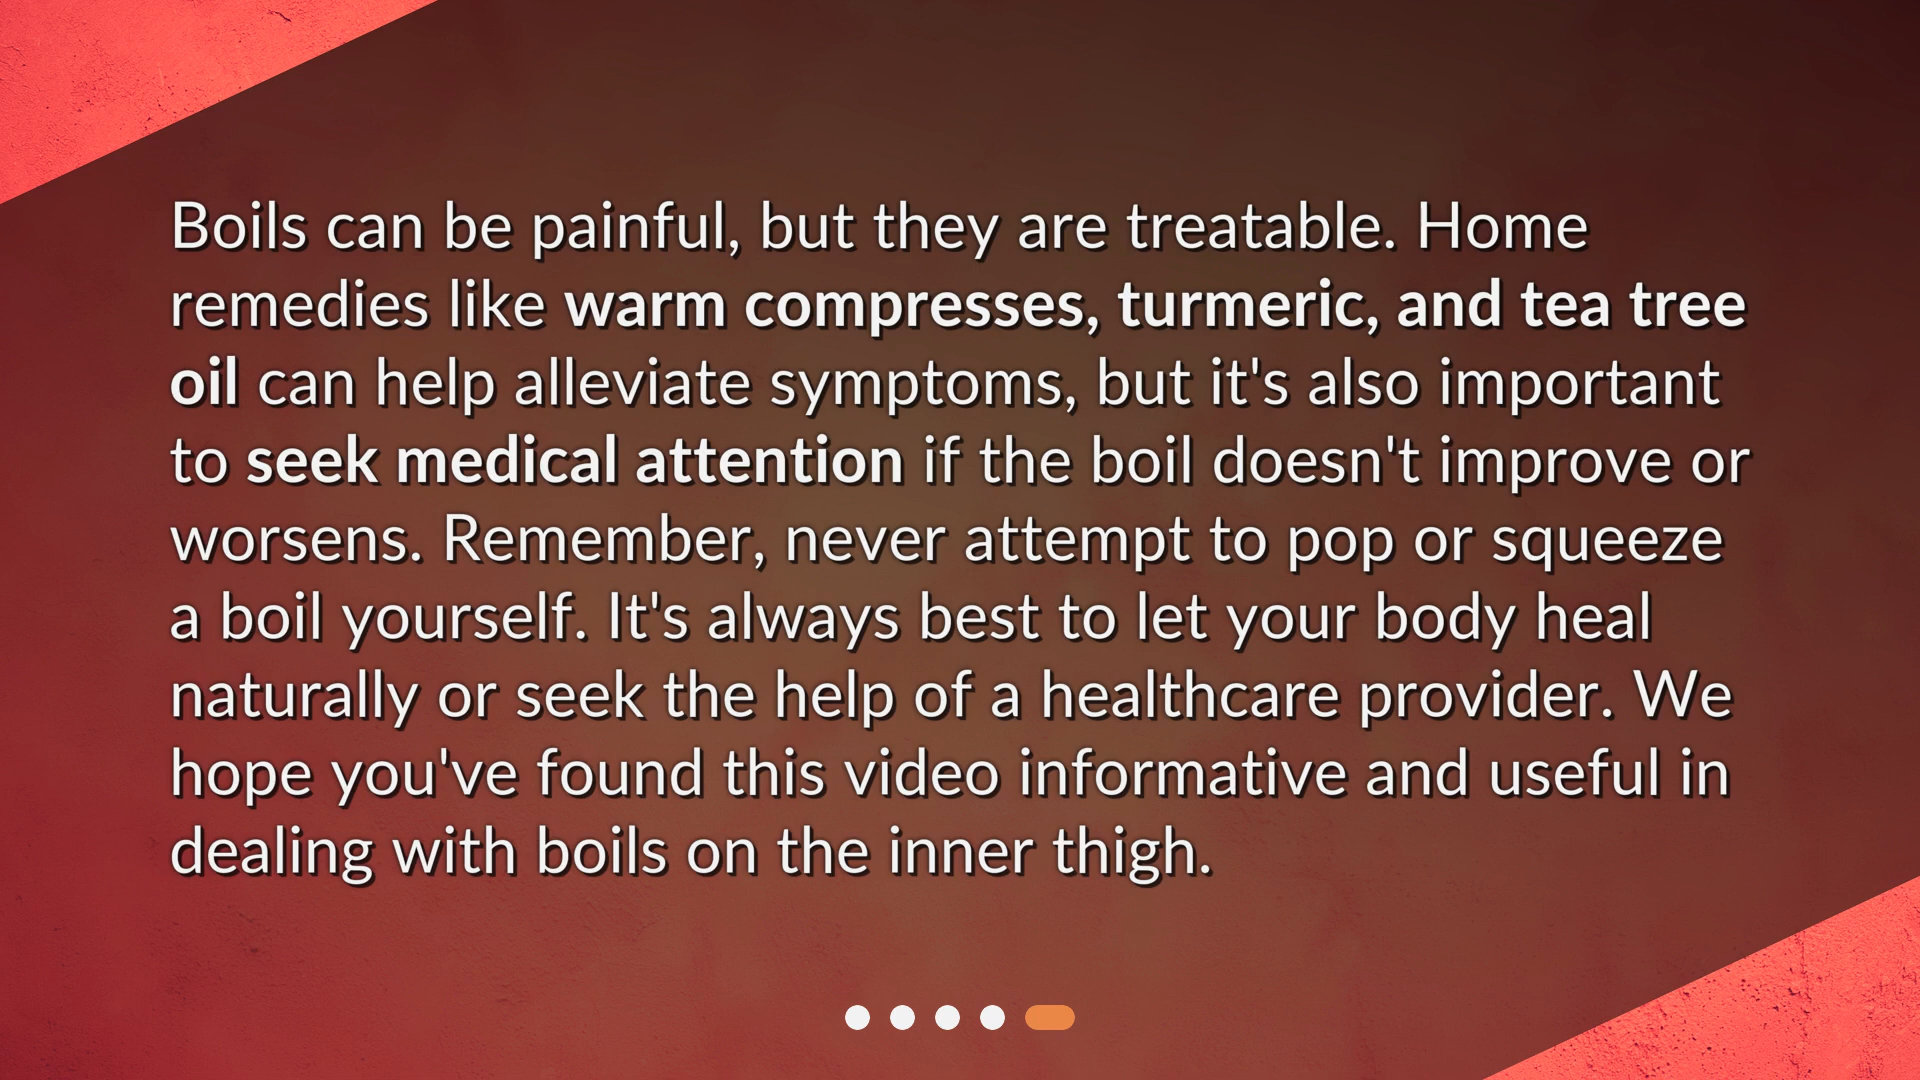 Boils can be painful, but they are treatable. Home
remedies like warm compresses, turmeric, and tea tree
oil can help alleviate symptoms, but it's also important
to seek medical attention if the boil doesn't improve or
worsens. Remember, never attempt to pop or squeeze
a boil yourself. It's always best to let your body heal
naturally or seek the help of a healthcare provider. We
hope you've found this video informative and useful in
dealing with boils on the inner thigh.